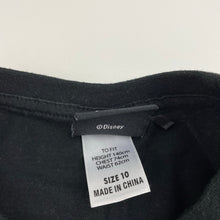 ©Disney
TO FIT
HEIGHT 140cm
CHEST 74cm
WAIST 62cm
SIZE 10
MADE IN CHINA